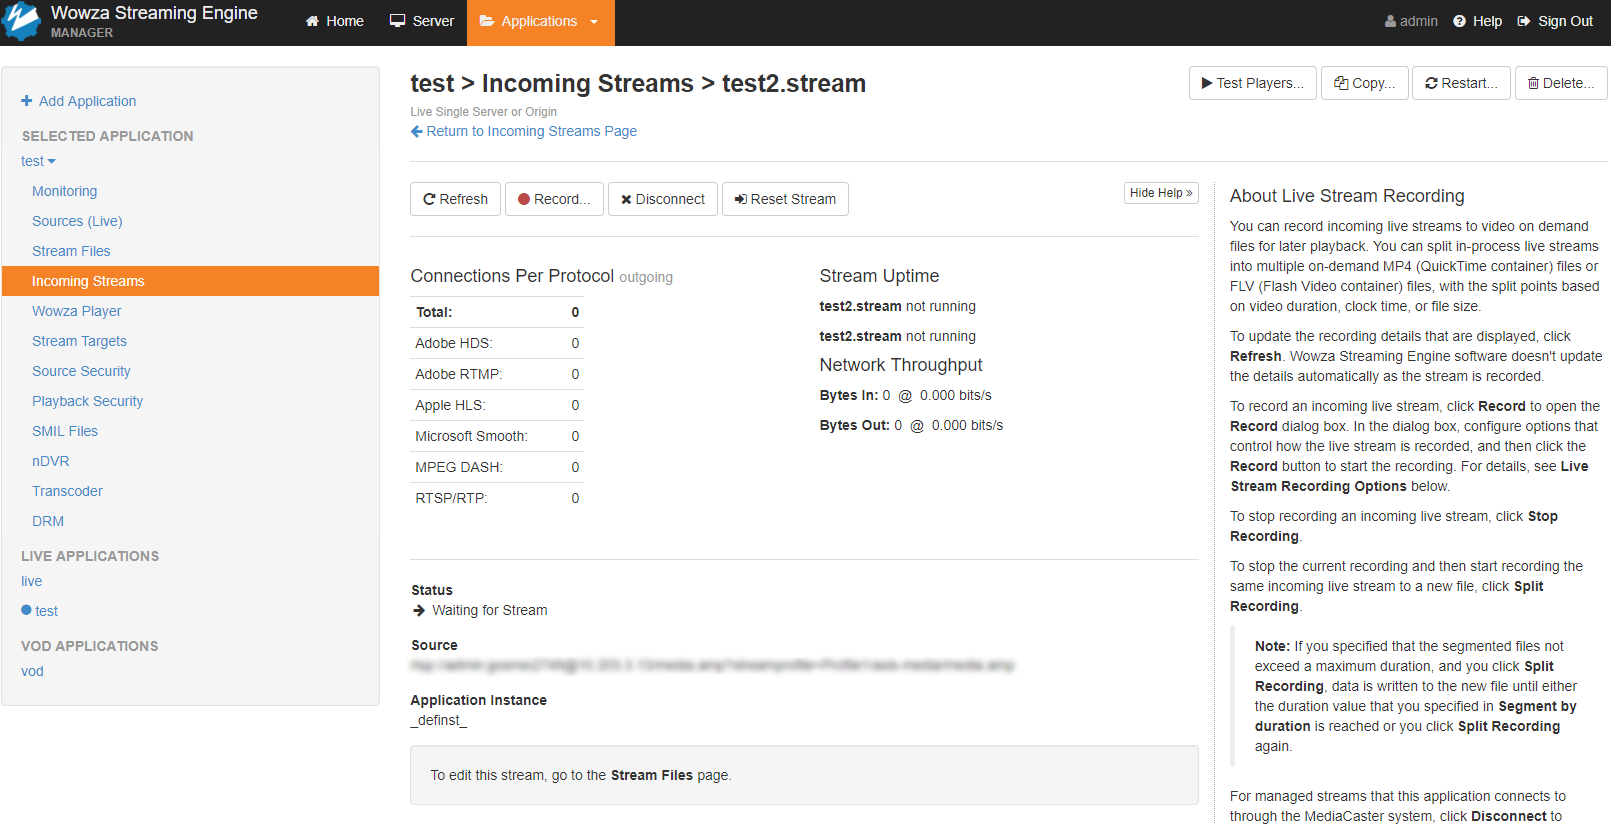 Wowza Streaming Engine
MANAGER
Home
Server
Applications
admin
Help
Sign Out
Add Application
SELECTED APPLICATION
test
Monitoring
Sources (Live)
Stream Files
Incoming Streams
Wowza Player
Stream Targets
Source Security
Playback Security
SMIL Files
nDVR
Transcoder
DRM
LIVE APPLICATIONS
live
test
VOD APPLICATIONS
vod
test > Incoming Streams > test2.stream
Live Single Server or Origin
Return to Incoming Streams Page
Test Players...
Copy...
Restart...
Delete...
Refresh
Record...
Disconnect
Reset Stream
Hide Help »
Connections Per Protocol outgoing
Total: 0
Adobe HDS: 0
Adobe RTMP: 0
Apple HLS: 0
Microsoft Smooth: 0
MPEG DASH: 0
RTSP/RTP: 0
Stream Uptime
test2.stream not running
test2.stream not running
Network Throughput
Bytes In: 0 @ 0.000 bits/s
Bytes Out: 0 @ 0.000 bits/s
Status
Waiting for Stream
Source
Application Instance
_definst_
To edit this stream, go to the Stream Files page.
About Live Stream Recording
You can record incoming live streams to video on demand
files for later playback. You can split in-process live streams
into multiple on-demand MP4 (QuickTime container) files or
FLV (Flash Video container) files, with the split points based
on video duration, clock time, or file size.
To update the recording details that are displayed, click
Refresh. Wowza Streaming Engine software doesn't update
the details automatically as the stream is recorded.
To record an incoming live stream, click Record to open the
Record dialog box. In the dialog box, configure options that
control how the live stream is recorded, and then click the
Record button to start the recording. For details, see Live
Stream Recording Options below.
To stop recording an incoming live stream, click Stop
Recording.
To stop the current recording and then start recording the
same incoming live stream to a new file, click Split
Recording.
Note: If you specified that the segmented files not
exceed a maximum duration, and you click Split
Recording, data is written to the new file until either
the duration value that you specified in Segment by
duration is reached or you click Split Recording
again.
For managed streams that this application connects to
through the MediaCaster system, click Disconnect to